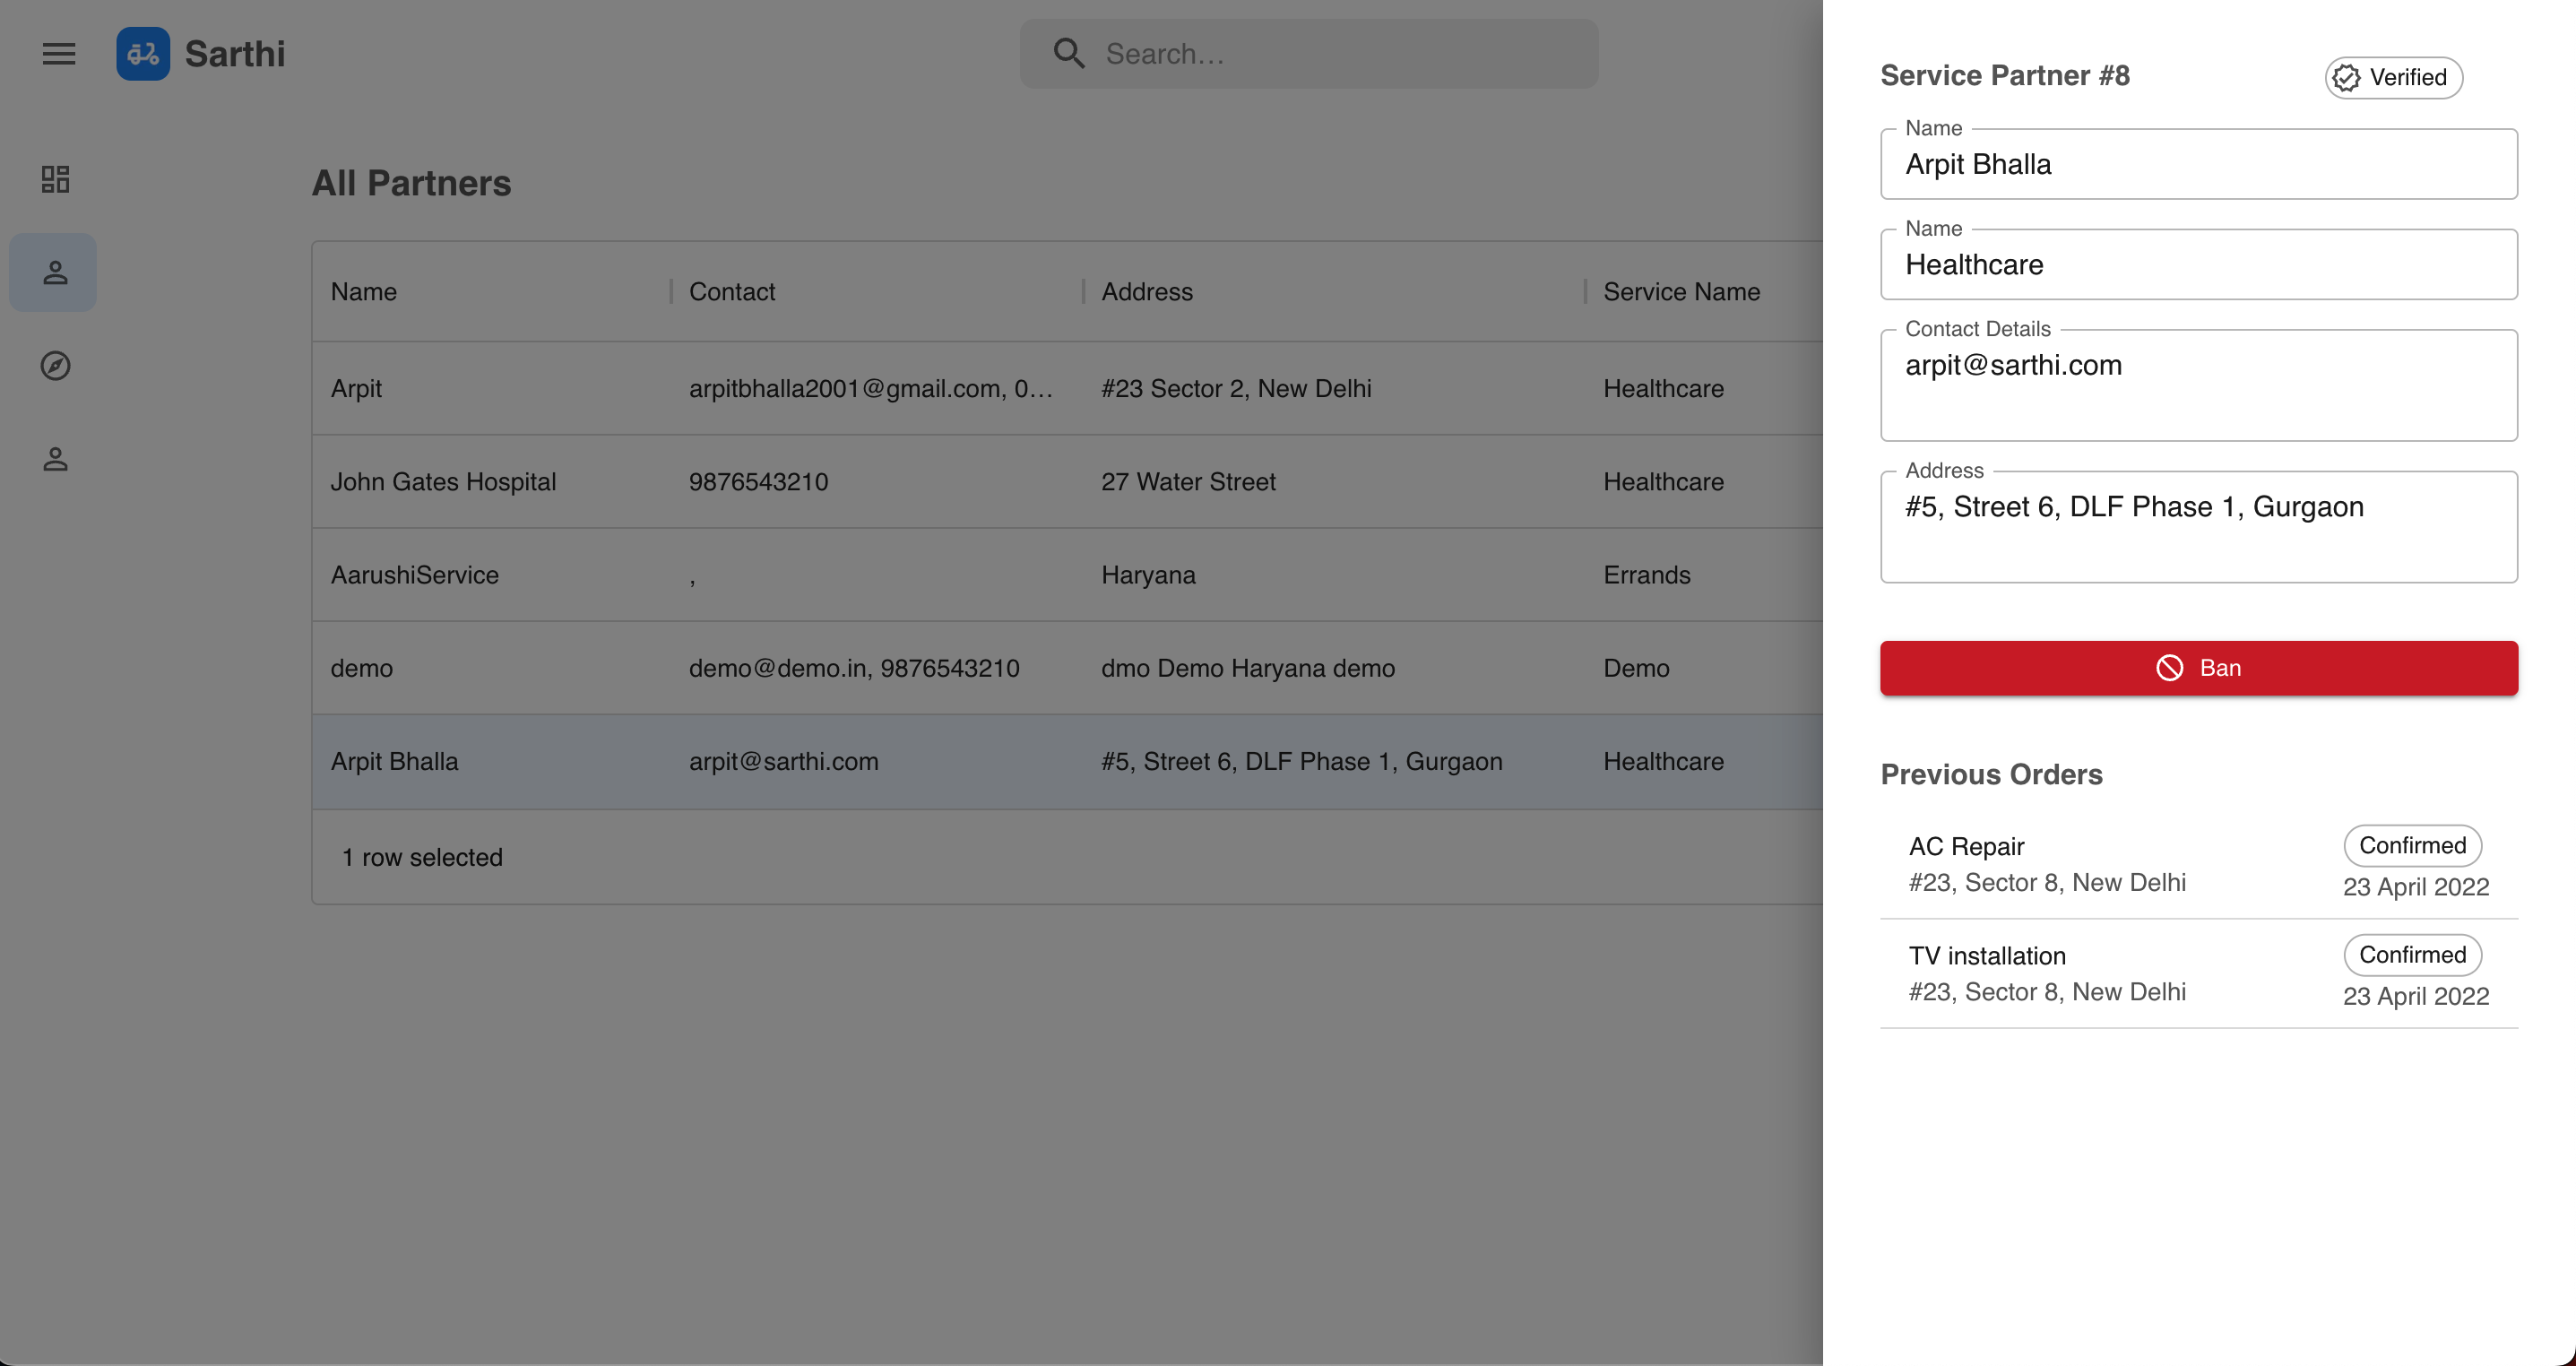 Sarthi
Search…
All Partners
Name Contact Address Service Name
Arpit arpitbhalla2001@gmail.com, 0… #23 Sector 2, New Delhi Healthcare
John Gates Hospital 9876543210 27 Water Street Healthcare
AarushiService , Haryana Errands
demo demo@demo.in, 9876543210 dmo Demo Haryana demo Demo
Arpit Bhalla arpit@sarthi.com #5, Street 6, DLF Phase 1, Gurgaon Healthcare
1 row selected
Service Partner #8 Verified
Name
Arpit Bhalla
Name
Healthcare
Contact Details
arpit@sarthi.com
Address
#5, Street 6, DLF Phase 1, Gurgaon
Ban
Previous Orders
AC Repair Confirmed
#23, Sector 8, New Delhi 23 April 2022
TV installation Confirmed
#23, Sector 8, New Delhi 23 April 2022